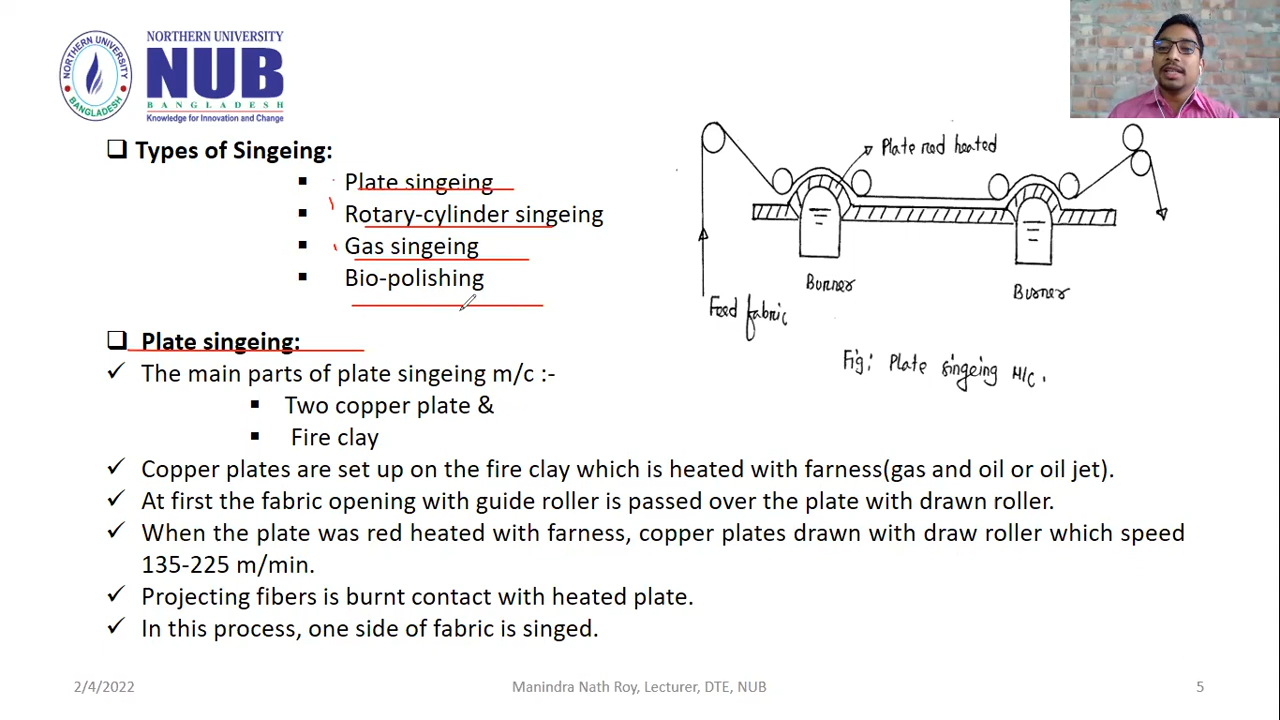 NORTHERN UNIVERSITY
NUB
BANGLADESH
Knowledge for Innovation and Change
NORTHERN UNIVERSITY
BANGLADESH
Types of Singeing:
Plate singeing
Rotary-cylinder singeing
Gas singeing
Bio-polishing
Plate red heated
Burner
Burner
Feed fabric
Fig: Plate singeing M/C.
Plate singeing:
The main parts of plate singeing m/c :-
Two copper plate &
Fire clay
Copper plates are set up on the fire clay which is heated with farness(gas and oil or oil jet).
At first the fabric opening with guide roller is passed over the plate with drawn roller.
When the plate was red heated with farness, copper plates drawn with draw roller which speed
135-225 m/min.
Projecting fibers is burnt contact with heated plate.
In this process, one side of fabric is singed.
2/4/2022
Manindra Nath Roy, Lecturer, DTE, NUB
5